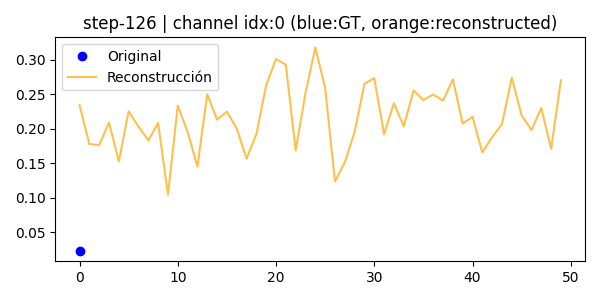 step-126 | channel idx:0 (blue:GT, orange:reconstructed)
Original
Reconstrucción
0.30
0.25
0.20
0.15
0.10
0.05
0 10 20 30 40 50